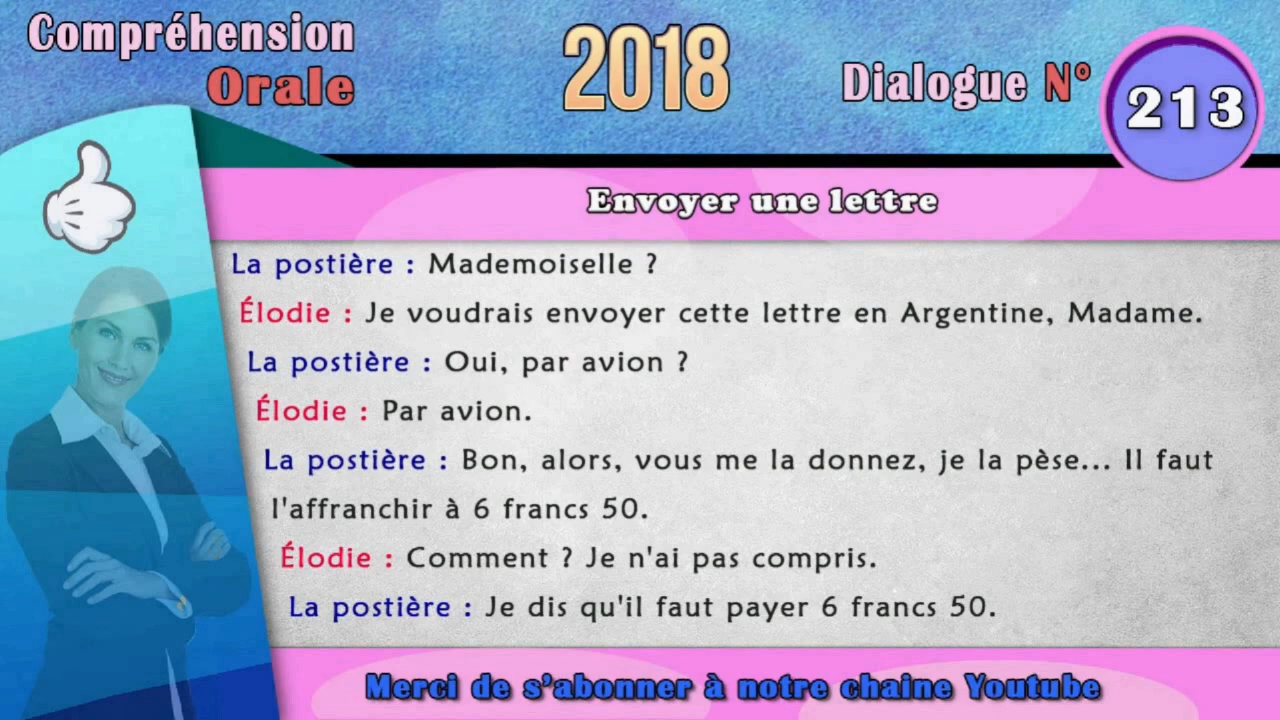 Compréhension
Orale
2018
Dialogue N°
213
Envoyer une lettre
La postière : Mademoiselle ?
Élodie : Je voudrais envoyer cette lettre en Argentine, Madame.
La postière : Oui, par avion ?
Élodie : Par avion.
La postière : Bon, alors, vous me la donnez, je la pèse... Il faut
l'affranchir à 6 francs 50.
Élodie : Comment ? Je n'ai pas compris.
La postière : Je dis qu'il faut payer 6 francs 50.
Merci de s'abonner à notre chaine Youtube